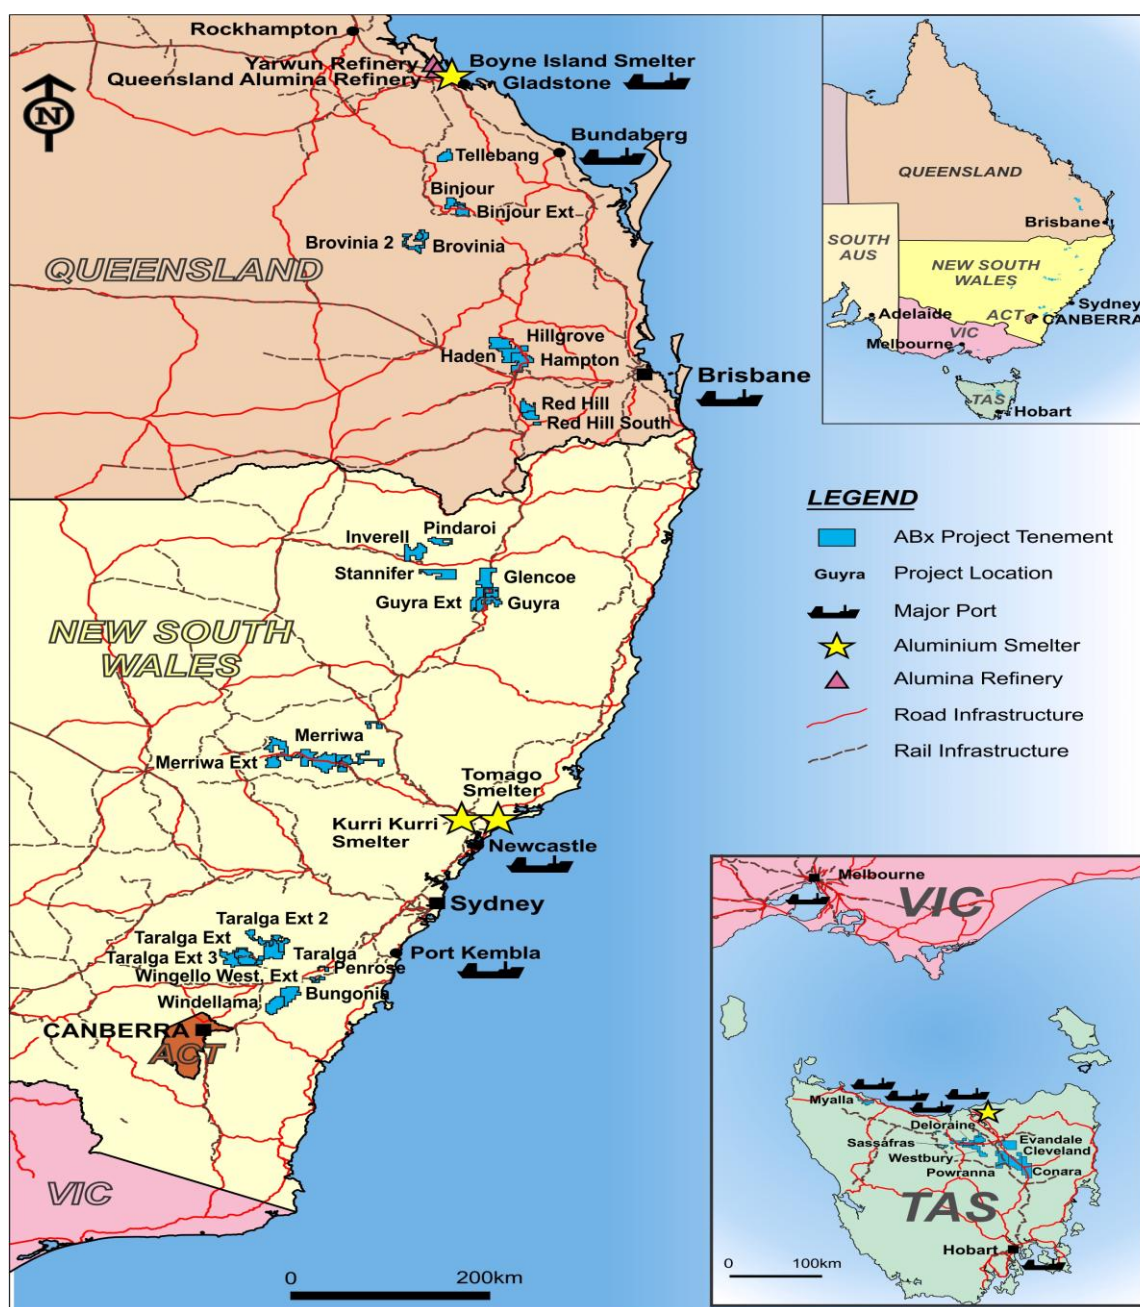 Rockhampton
Yarwun Refinery
Queensland Alumina Refinery
Boyne Island Smelter
Gladstone
N
Bundaberg
Tellebang
Binjour
Binjour Ext
Brovinia 2
Brovinia
QUEENSLAND
Hillgrove
Haden
Hampton
Brisbane
Red Hill
Red Hill South
Pindaroi
Inverell
Stannifer
Glencoe
Guyra Ext
Guyra
NEW SOUTH
WALES
Merriwa
Merriwa Ext
Tomago
Smelter
Kurri Kurri
Smelter
Newcastle
Sydney
Taralga Ext 2
Taralga Ext
Taralga
Taralga Ext 3
Port Kembla
Penrose
Wingello West, Ext
Bungonia
Windellama
CANBERRA
ACT
VIC
0
200km
QUEENSLAND
Brisbane
SOUTH
AUS
NEW SOUTH
WALES
Sydney
ACT
CANBERRA
Adelaide
VIC
Melbourne
TAS
Hobart
LEGEND
ABx Project Tenement
Guyra Project Location
Major Port
Aluminium Smelter
Alumina Refinery
Road Infrastructure
Rail Infrastructure
Melbourne
VIC
Myalla
Deloraine
Sassafras
Evandale
Cleveland
Westbury
Powranna
Conara
TAS
Hobart
0
100km